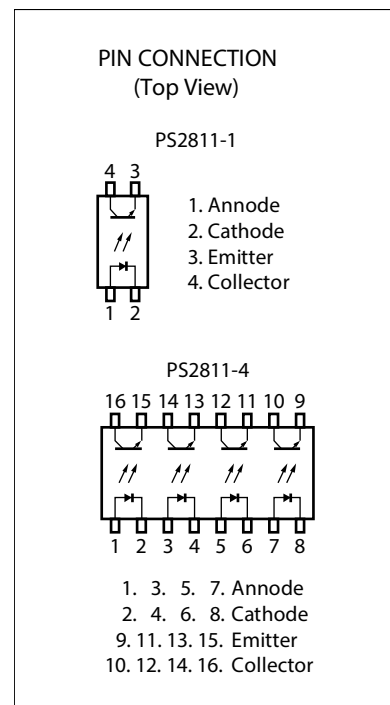 PIN CONNECTION
(Top View)
PS2811-1
4 3
1. Annode
2. Cathode
3. Emitter
4. Collector
1 2
PS2811-4
16 15 14 13 12 11 10 9
1 2 3 4 5 6 7 8
1. 3. 5. 7. Annode
2. 4. 6. 8. Cathode
9. 11. 13. 15. Emitter
10. 12. 14. 16. Collector